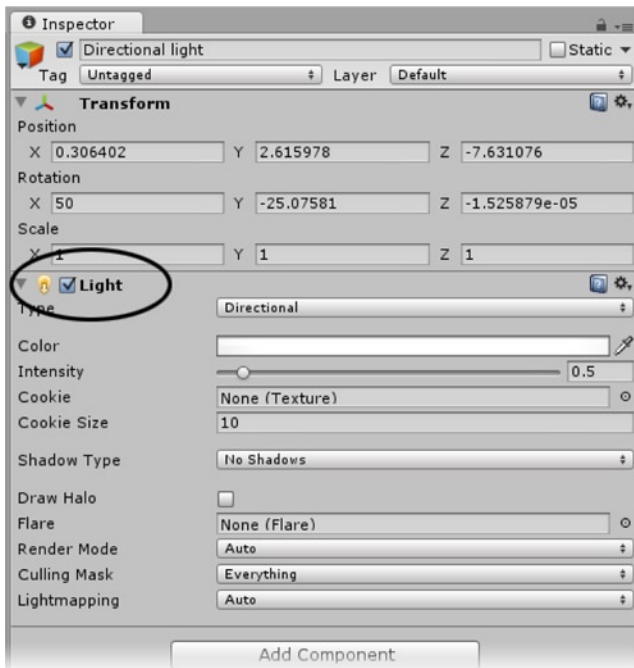 Inspector
Directional light Static
Tag Untagged Layer Default
Transform
Position
X 0.306402 Y 2.615978 Z -7.631076
Rotation
X 50 Y -25.07581 Z -1.525879e-05
Scale
X 1 Y 1 Z 1
Light
Type Directional
Color
Intensity 0.5
Cookie None (Texture)
Cookie Size 10
Shadow Type No Shadows
Draw Halo
Flare None (Flare)
Render Mode Auto
Culling Mask Everything
Lightmapping Auto
Add Component